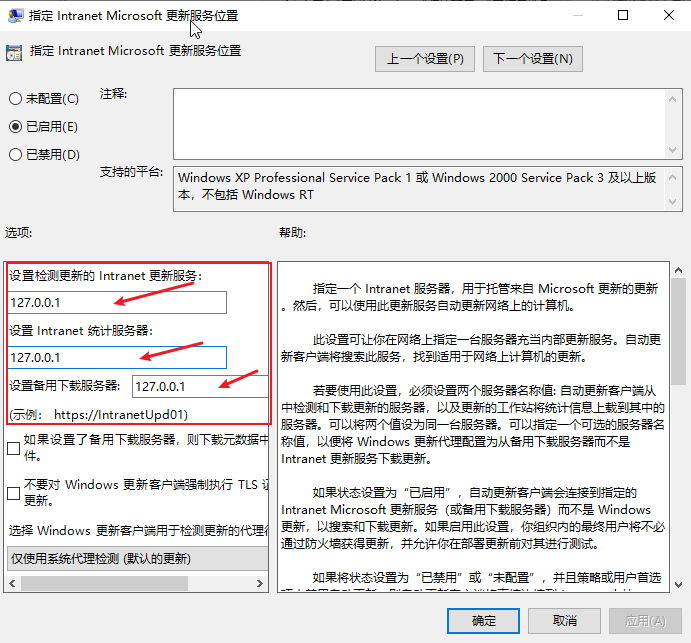 指定 Intranet Microsoft 更新服务位置
指定 Intranet Microsoft 更新服务位置
上一个设置(P)
下一个设置(N)
未配置(C)
已启用(E)
已禁用(D)
注释:
支持的平台:
Windows XP Professional Service Pack 1 或 Windows 2000 Service Pack 3 及以上版
本，不包括 Windows RT
选项:
帮助:
设置检测更新的 Intranet 更新服务:
127.0.0.1
设置 Intranet 统计服务器:
127.0.0.1
设置备用下载服务器:
127.0.0.1
(示例: https://IntranetUpd01)
如果设置了备用下载服务器，则下载元数据中
件。
不要对 Windows 更新客户端强制执行 TLS
更新。
选择 Windows 更新客户端用于检测更新的代理
仅使用系统代理检测 (默认的更新)
指定一个 Intranet 服务器，用于托管来自 Microsoft 更新的更新
。然后，可以使用此更新服务自动更新网络上的计算机。
此设置可让你在网络上指定一台服务器充当内部更新服务。自动更
新客户端将搜索此服务，找到适用于网络上计算机的更新。
若要使用此设置，必须设置两个服务器名称值: 自动更新客户端从
中检测和下载更新的服务器，以及更新的工作站将统计信息上载到其中的
服务器。可以将两个值设为同一台服务器。可以指定一个可选的服务器名
称值，以便将 Windows 更新代理配置为从备用下载服务器而不是
Intranet 更新服务下载更新。
如果状态设置为“已启用”，自动更新客户端会连接到指定的
Intranet Microsoft 更新服务（或备用下载服务器）而不是 Windows
更新，以搜索和下载更新。如果启用此设置，你组织内的最终用户将不必
通过防火墙获得更新，并允许你在部署更新前对其进行测试。
如果将状态设置为“已禁用”或“未配置”，并且策略或用户首选
确定
取消
应用(A)